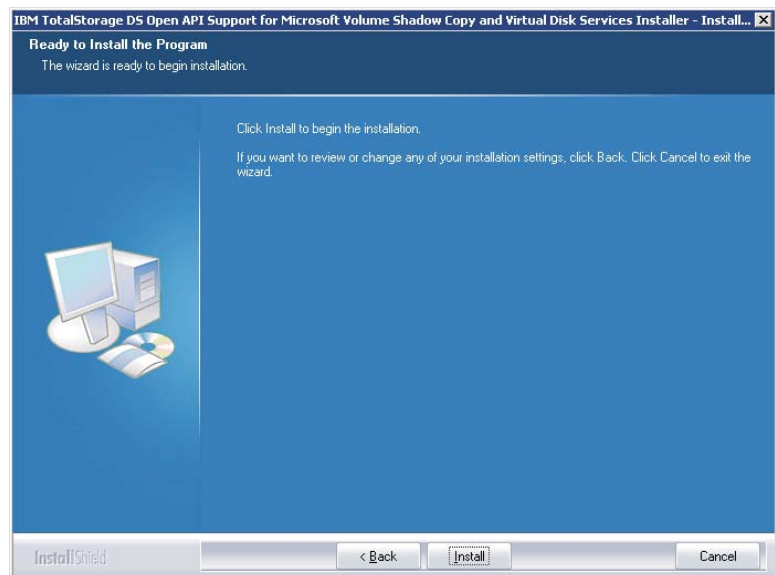 IBM TotalStorage DS Open API Support for Microsoft Volume Shadow Copy and Virtual Disk Services Installer - Install...
Ready to Install the Program
The wizard is ready to begin installation.
Click Install to begin the installation.
If you want to review or change any of your installation settings, click Back. Click Cancel to exit the
wizard.
InstallShield
< Back
Install
Cancel